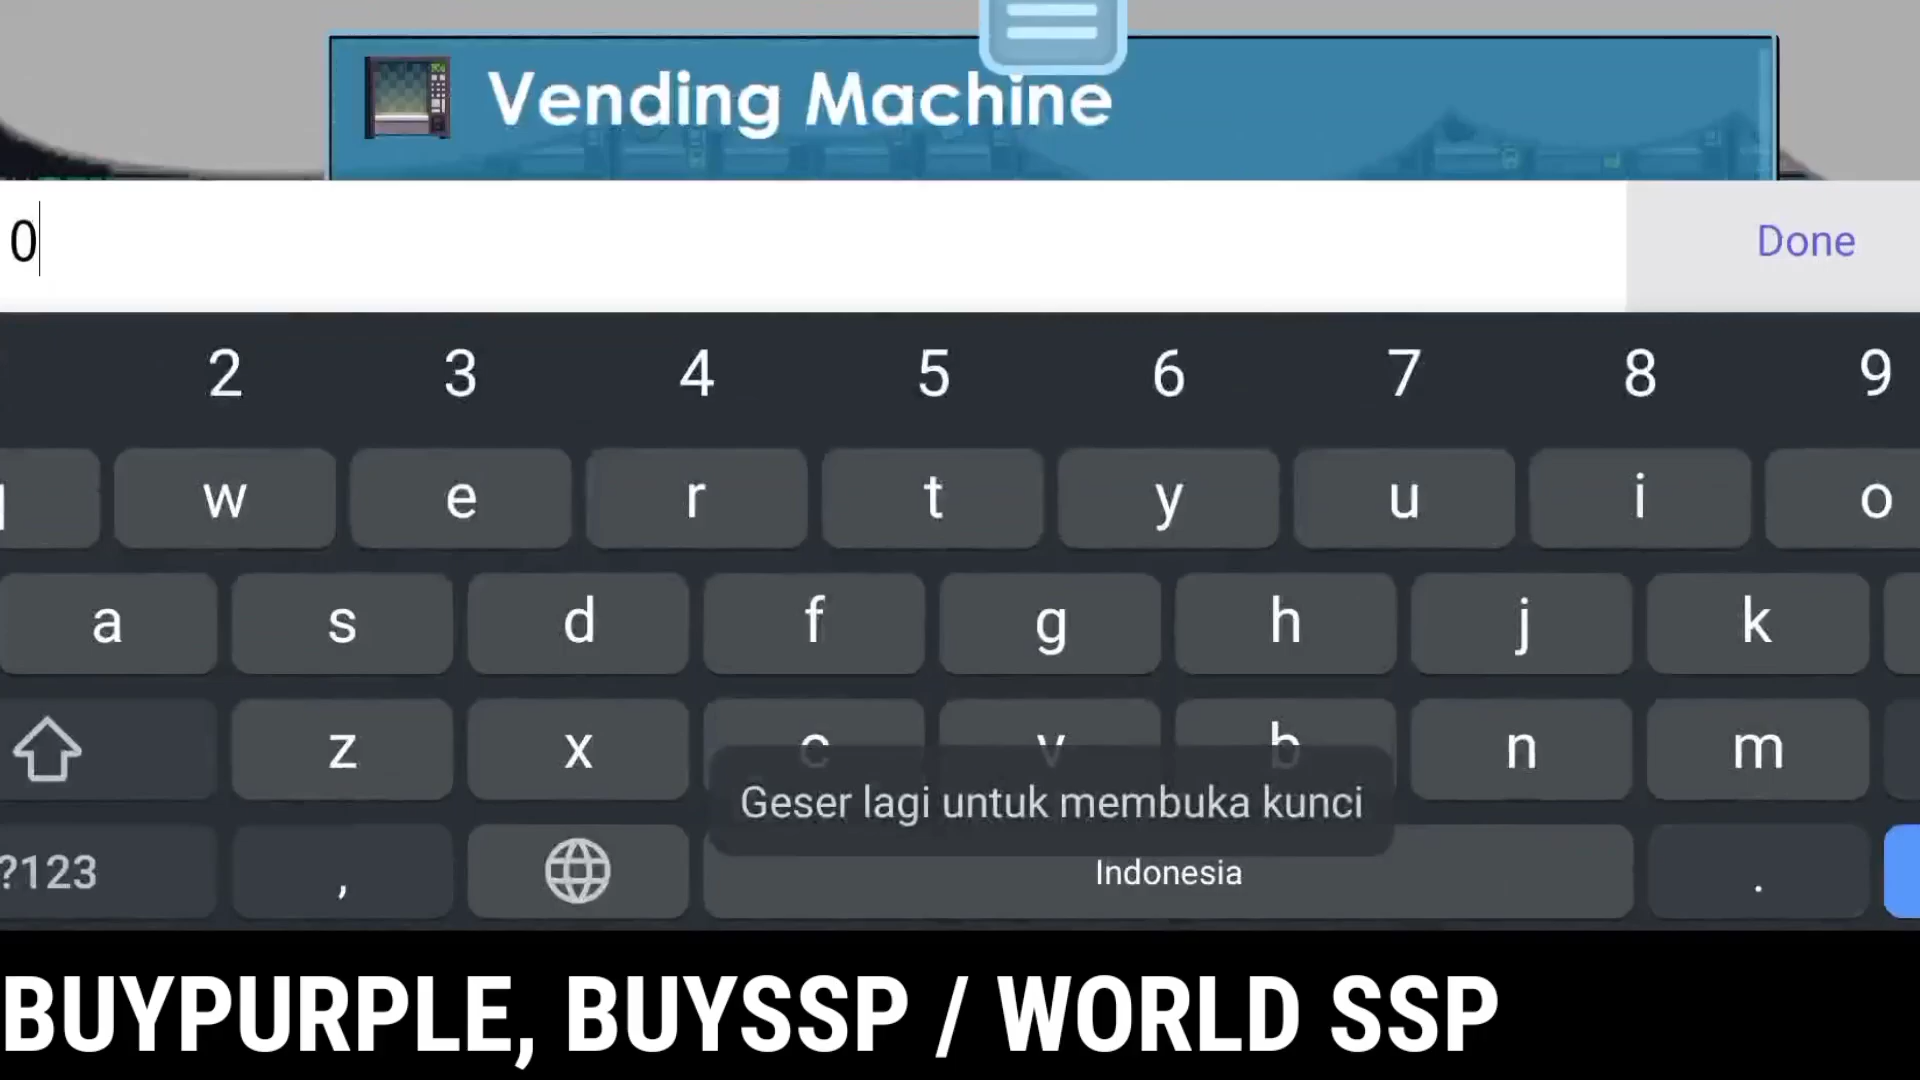 Vending Machine
0
Done
2 3 4 5 6 7 8 9
w e r t y u i o
a s d f g h j k
z x c v b n m
Geser lagi untuk membuka kunci
?123 , Indonesia .
BUYPURPLE, BUYSSP / WORLD SSP